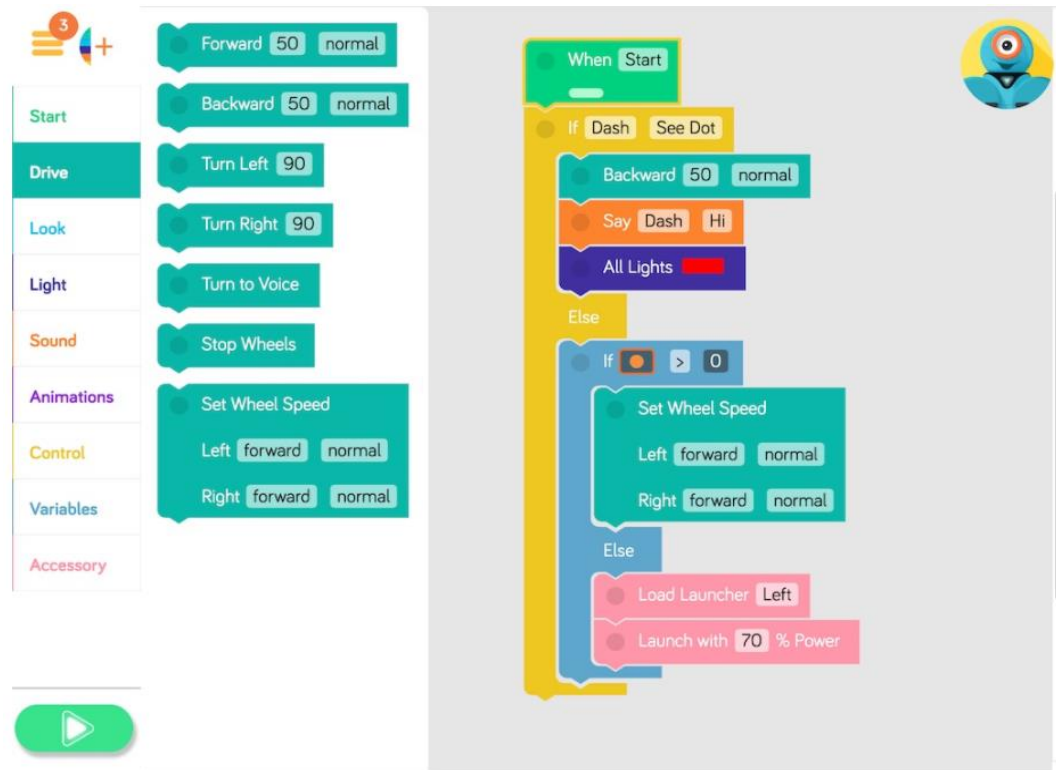 3
+
Start
Drive
Look
Light
Sound
Animations
Control
Variables
Accessory
Forward 50 normal
Backward 50 normal
Turn Left 90
Turn Right 90
Turn to Voice
Stop Wheels
Set Wheel Speed
Left forward normal
Right forward normal
When Start
If Dash See Dot
Backward 50 normal
Say Dash Hi
All Lights
Else
If > 0
Set Wheel Speed
Left forward normal
Right forward normal
Else
Load Launcher Left
Launch with 70 % Power